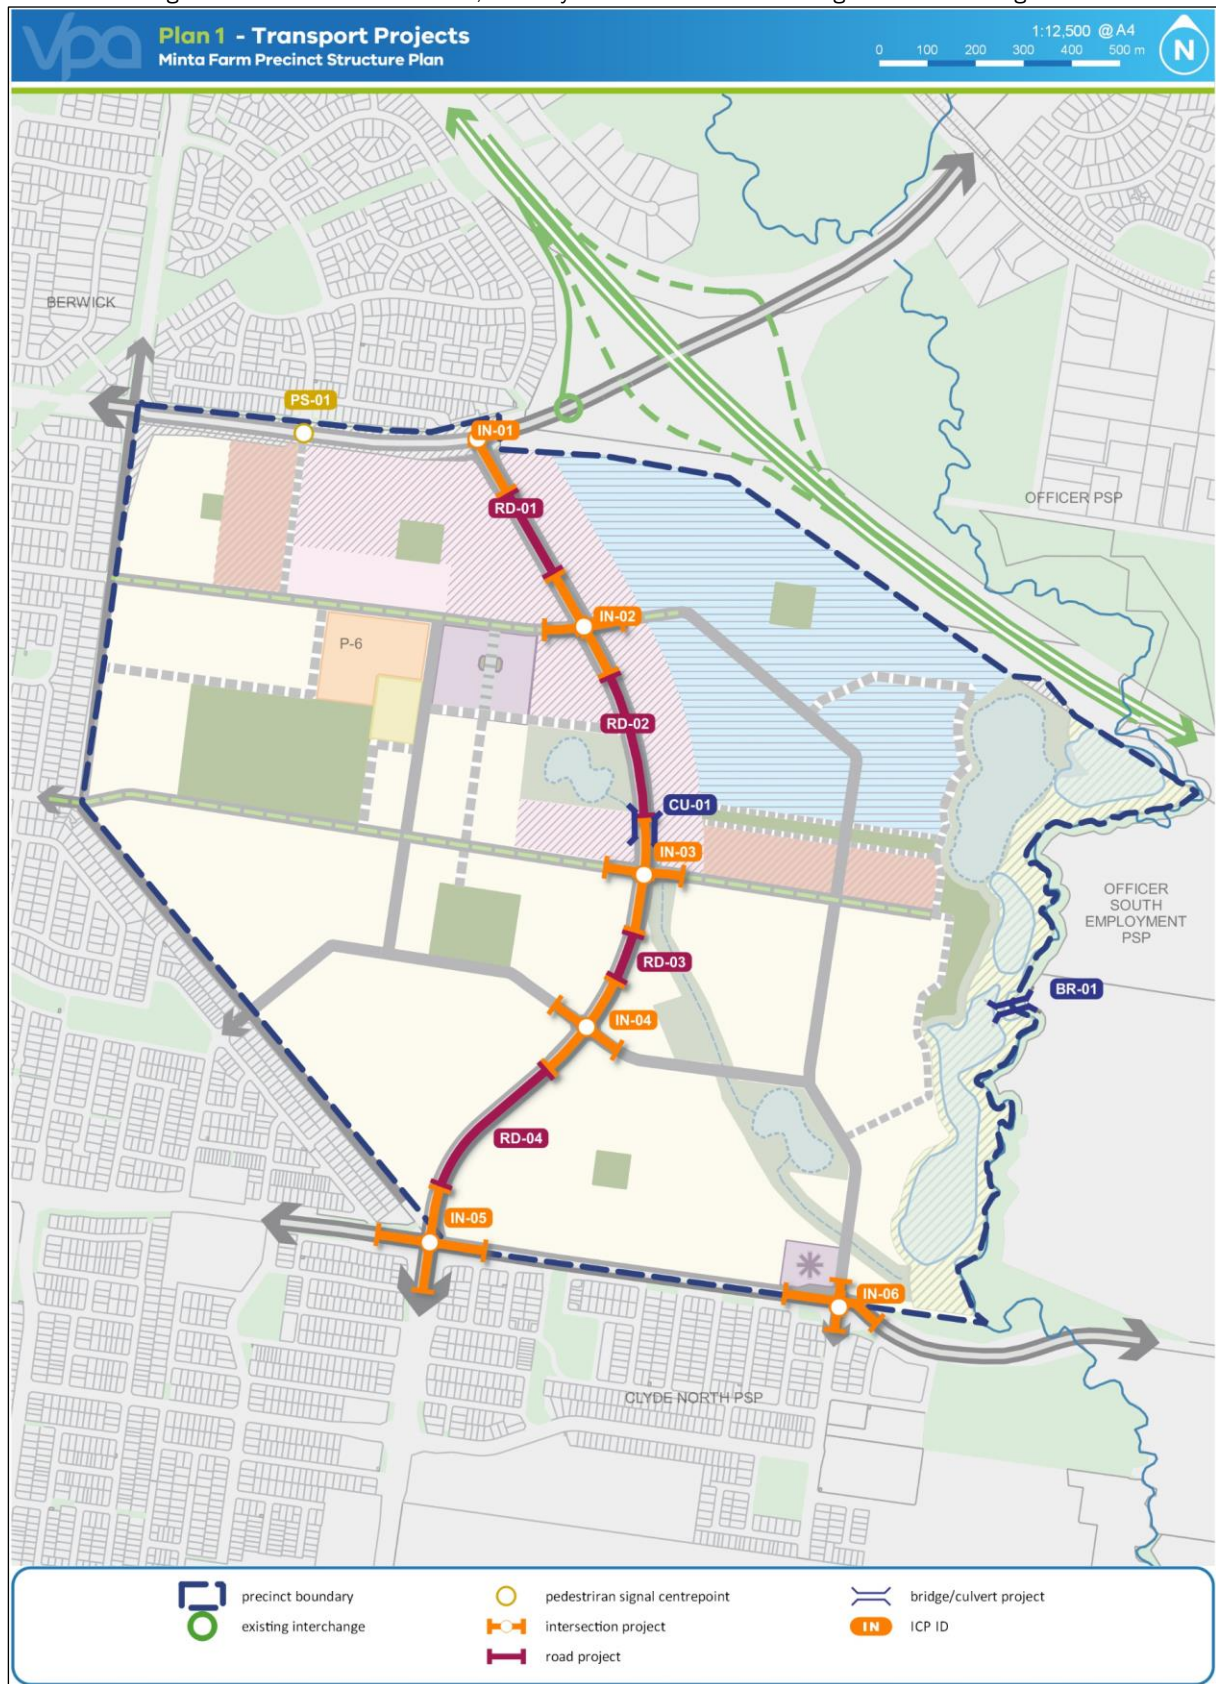 vpa
Plan 1 - Transport Projects
Minta Farm Precinct Structure Plan
1:12,500 @ A4
0 100 200 300 400 500 m
N
BERWICK
PS-01
IN-01
RD-01
OFFICER PSP
IN-02
P-6
RD-02
CU-01
IN-03
OFFICER
SOUTH
EMPLOYMENT
PSP
RD-03
BR-01
IN-04
RD-04
IN-05
IN-06
CLYDE NORTH PSP
precinct boundary
pedestriran signal centrepoint
bridge/culvert project
existing interchange
intersection project
IN ICP ID
road project